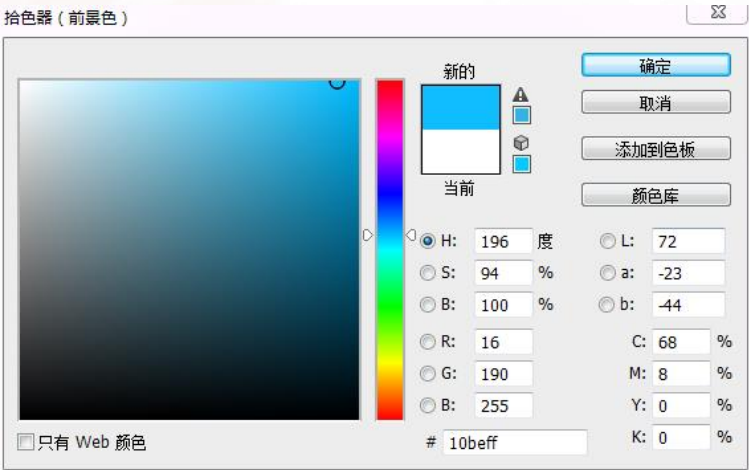 拾色器（前景色）
新的
当前
确定
取消
添加到色板
颜色库
H: 196 度
S: 94 %
B: 100 %
R: 16
G: 190
B: 255
# 10beff
L: 72
a: -23
b: -44
C: 68 %
M: 8 %
Y: 0 %
K: 0 %
只有 Web 颜色